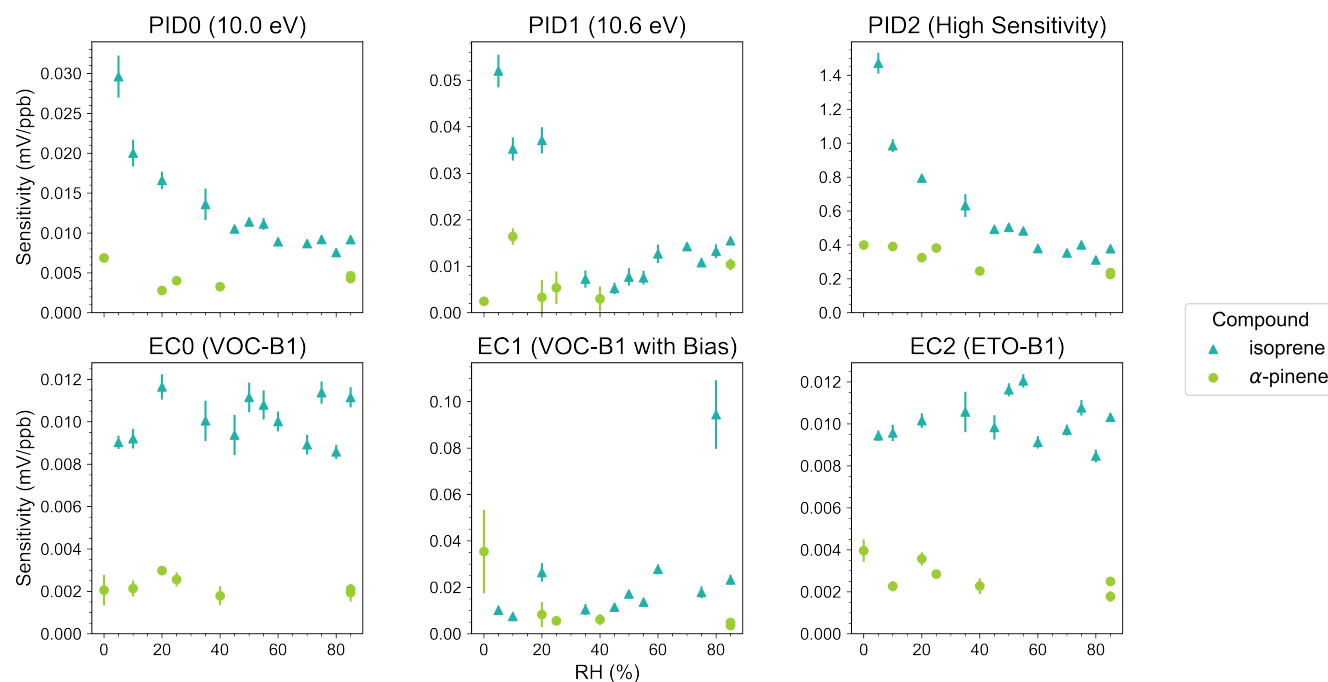 PID0 (10.0 eV)
PID1 (10.6 eV)
PID2 (High Sensitivity)
Sensitivity (mV/ppb)
0.030
0.025
0.020
0.015
0.010
0.005
0.000
0.05
0.04
0.03
0.02
0.01
0.00
1.4
1.2
1.0
0.8
0.6
0.4
0.2
0.0
EC0 (VOC-B1)
EC1 (VOC-B1 with Bias)
EC2 (ETO-B1)
Sensitivity (mV/ppb)
0.012
0.010
0.008
0.006
0.004
0.002
0.000
0 20 40 60 80
0.10
0.08
0.06
0.04
0.02
0.00
0 20 40 60 80
RH (%)
0.012
0.010
0.008
0.006
0.004
0.002
0.000
0 20 40 60 80
Compound
isoprene
α-pinene